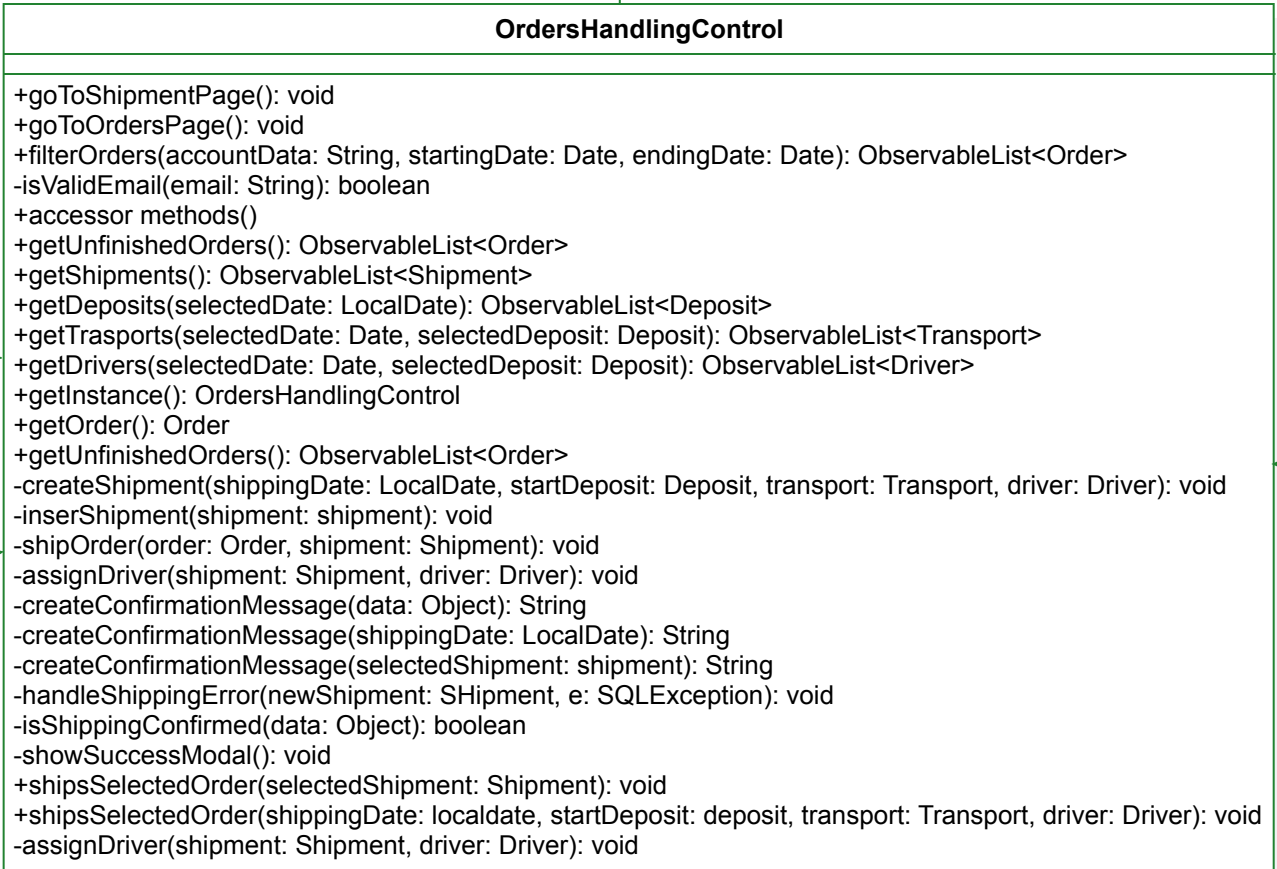 OrdersHandlingControl
+goToShipmentPage(): void
+goToOrdersPage(): void
+filterOrders(accountData: String, startingDate: Date, endingDate: Date): ObservableList<Order>
-isValidEmail(email: String): boolean
+accessor methods()
+getUnfinishedOrders(): ObservableList<Order>
+getShipments(): ObservableList<Shipment>
+getDeposits(selectedDate: LocalDate): ObservableList<Deposit>
+getTrasports(selectedDate: Date, selectedDeposit: Deposit): ObservableList<Transport>
+getDrivers(selectedDate: Date, selectedDeposit: Deposit): ObservableList<Driver>
+getInstance(): OrdersHandlingControl
+getOrder(): Order
+getUnfinishedOrders(): ObservableList<Order>
-createShipment(shippingDate: LocalDate, startDeposit: Deposit, transport: Transport, driver: Driver): void
-inserShipment(shipment: shipment): void
-shipOrder(order: Order, shipment: Shipment): void
-assignDriver(shipment: Shipment, driver: Driver): void
-createConfirmationMessage(data: Object): String
-createConfirmationMessage(shippingDate: LocalDate): String
-createConfirmationMessage(selectedShipment: shipment): String
-handleShippingError(newShipment: SHipment, e: SQLException): void
-isShippingConfirmed(data: Object): boolean
-showSuccessModal(): void
+shipsSelectedOrder(selectedShipment: Shipment): void
+shipsSelectedOrder(shippingDate: localdate, startDeposit: deposit, transport: Transport, driver: Driver): void
-assignDriver(shipment: Shipment, driver: Driver): void